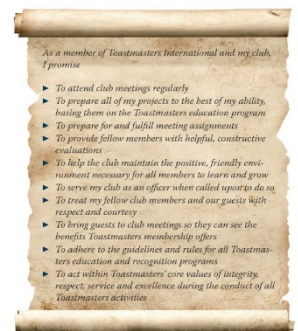 As a member of Toastmasters International and my club,
I promise
► To attend club meetings regularly
► To prepare all of my projects to the best of my ability,
basing them on the Toastmasters education program
► To prepare for and fulfill meeting assignments
► To provide fellow members with helpful, constructive
evaluations
► To help the club maintain the positive, friendly envi-
ronment necessary for all members to learn and grow
► To serve my club as an officer when called upon to do so
► To treat my fellow club members and our guests with
respect and courtesy
► To bring guests to club meetings so they can see the
benefits Toastmasters membership offers
► To adhere to the guidelines and rules for all Toastmas-
ters education and recognition programs
► To act within Toastmasters' core values of integrity,
respect, service and excellence during the conduct of all
Toastmasters activities